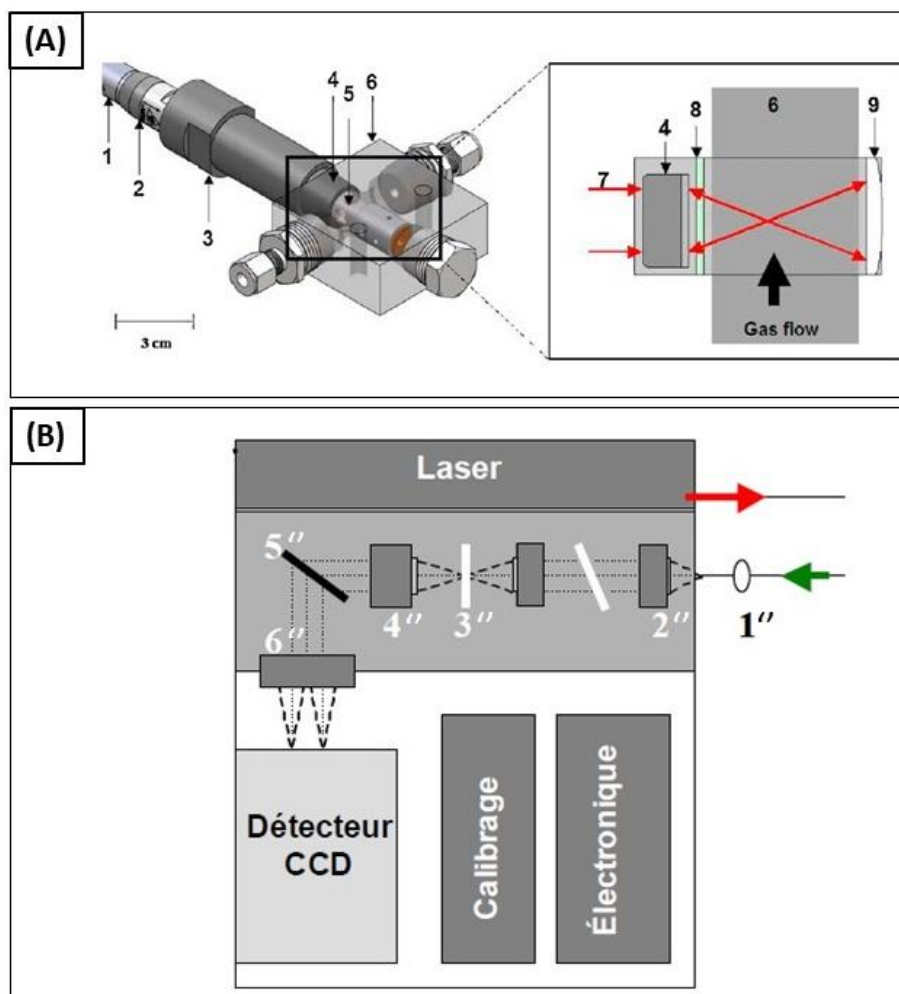 (A)
4
5
6
1
2
3
3 cm
8
6
9
4
7
Gas flow
(B)
Laser
5″
4″
3″
2″
1″
6″
Détecteur
CCD
Calibrage
Électronique